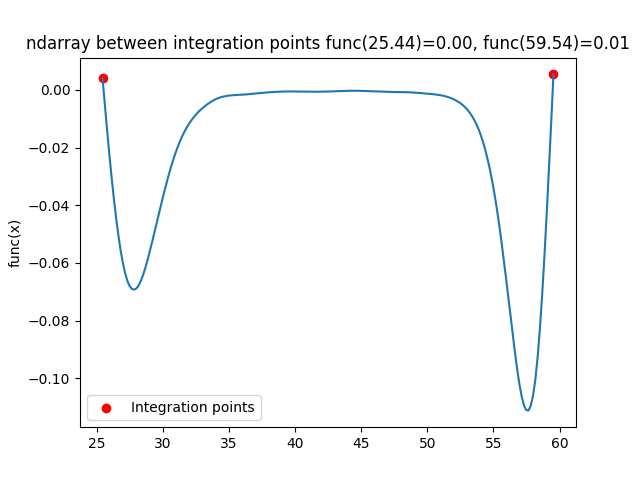 ndarray between integration points func(25.44)=0.00, func(59.54)=0.01
func(x)
0.00
−0.02
−0.04
−0.06
−0.08
−0.10
Integration points
25 30 35 40 45 50 55 60